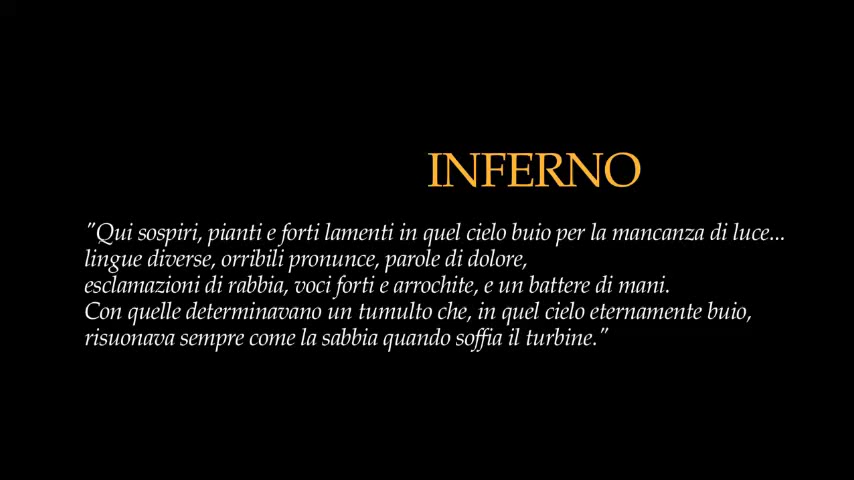 INFERNO
"Qui sospiri, pianti e forti lamenti in quel cielo buio per la mancanza di luce...
lingue diverse, orribili pronunce, parole di dolore,
esclamazioni di rabbia, voci forti e arrochite, e un battere di mani.
Con quelle determinavano un tumulto che, in quel cielo eternamente buio,
risuonava sempre come la sabbia quando soffia il turbine."